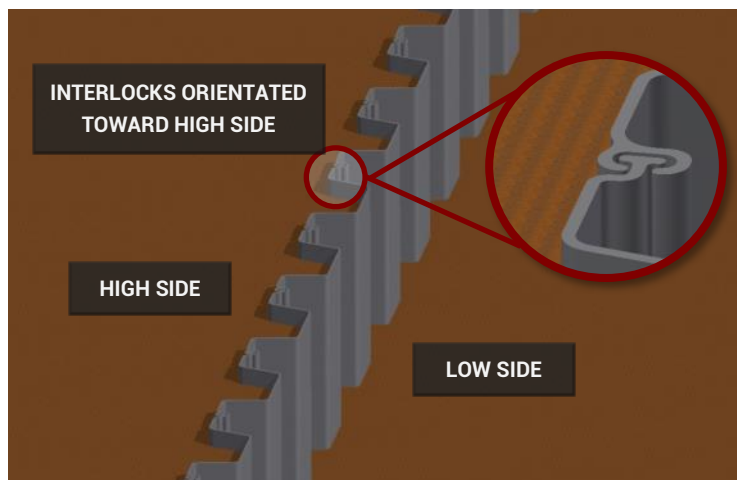 INTERLOCKS ORIENTATED
TOWARD HIGH SIDE
HIGH SIDE
LOW SIDE